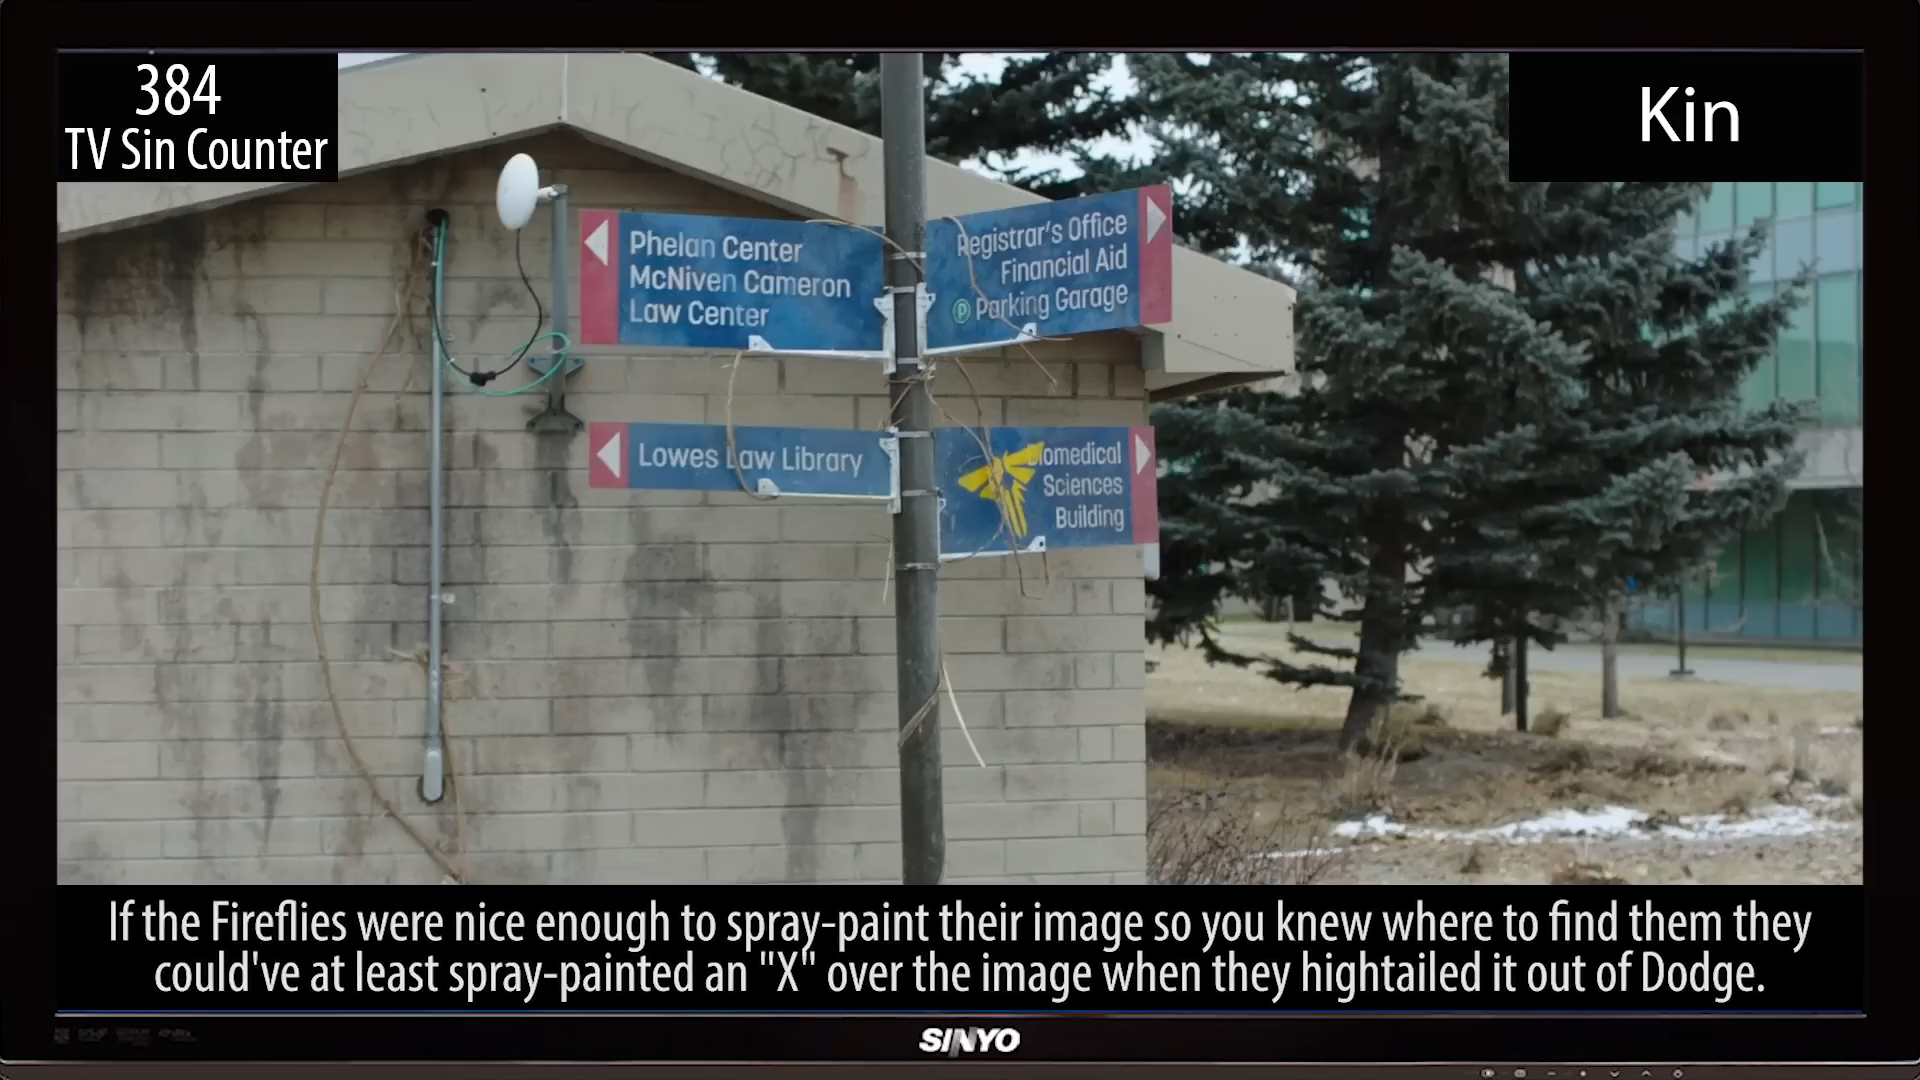 384
TV Sin Counter
Kin
Phelan Center
McNiven Cameron
Law Center
Registrar's Office
Financial Aid
P Parking Garage
Lowes Law Library
Biomedical
Sciences
Building
If the Fireflies were nice enough to spray-paint their image so you knew where to find them they
could've at least spray-painted an "X" over the image when they hightailed it out of Dodge.
SINYO